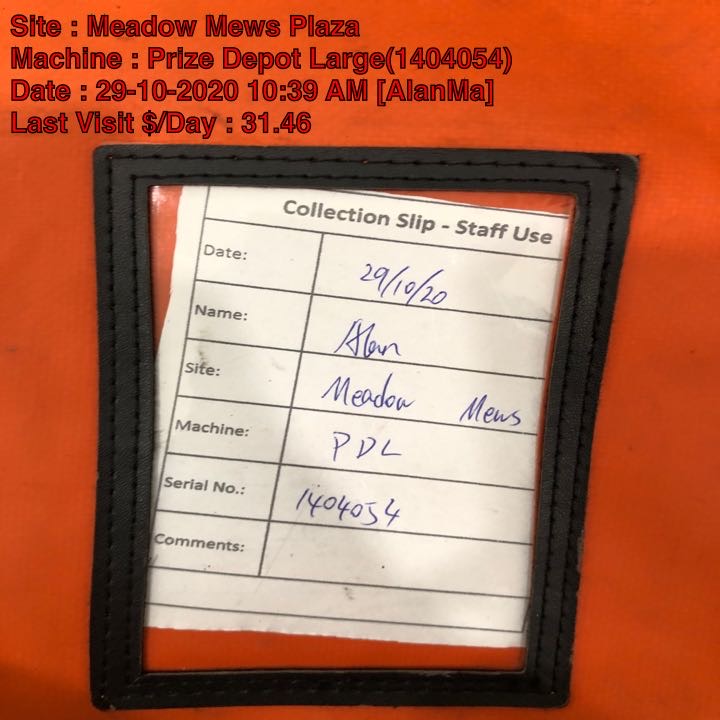 Site : Meadow Mews Plaza
Machine : Prize Depot Large(1404054)
Date : 29-10-2020 10:39 AM [AlanMa]
Last Visit $/Day : 31.46
Collection Slip - Staff Use
Date: 29/10/20
Name: Alan
Site: Meadow Mews
Machine: PDL
Serial No.: 1404054
Comments: